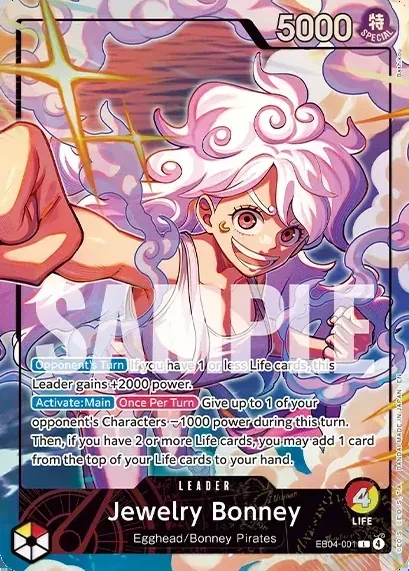 5000 特
SPECIAL
SAMPLE
Opponent's Turn If you have 1 or less Life cards, this
Leader gains +2000 power.
Activate:Main Once Per Turn Give up to 1 of your
opponent's Characters −1000 power during this turn.
Then, if you have 2 or more Life cards, you may add 1 card
from the top of your Life cards to your hand.
LEADER
Jewelry Bonney
Egghead/Bonney Pirates
4
LIFE
EB04-001 L 4